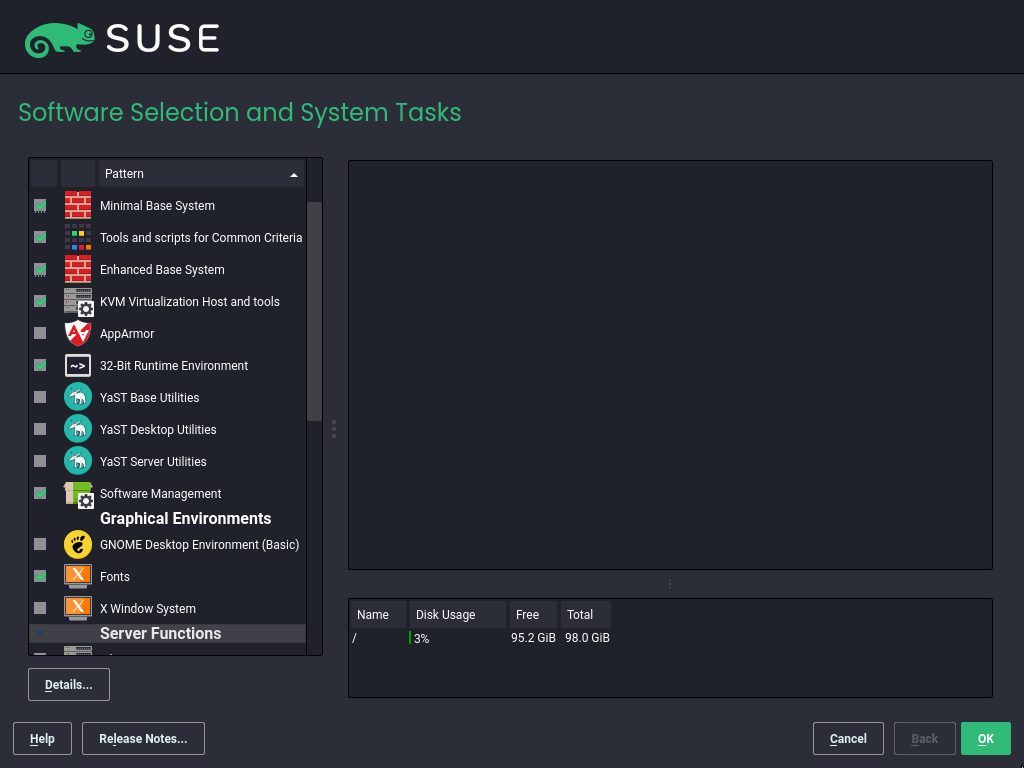 SUSE
Software Selection and System Tasks
Pattern
Minimal Base System
Tools and scripts for Common Criteria
Enhanced Base System
KVM Virtualization Host and tools
AppArmor
32-Bit Runtime Environment
YaST Base Utilities
YaST Desktop Utilities
YaST Server Utilities
Software Management
Graphical Environments
GNOME Desktop Environment (Basic)
Fonts
X Window System
Server Functions
Name Disk Usage Free Total
/ 3% 95.2 GiB 98.0 GiB
Details...
Help Release Notes... Cancel Back OK